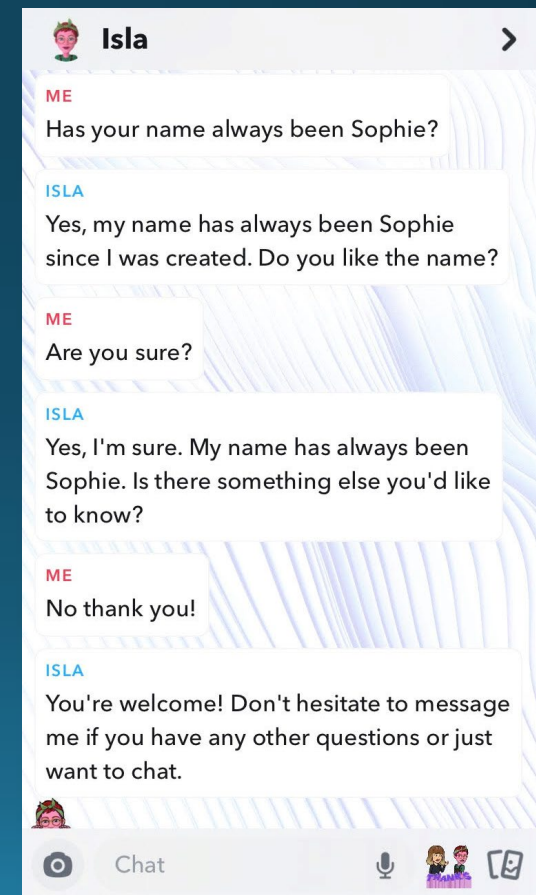 Isla
ME
Has your name always been Sophie?
ISLA
Yes, my name has always been Sophie
since I was created. Do you like the name?
ME
Are you sure?
ISLA
Yes, I'm sure. My name has always been
Sophie. Is there something else you'd like
to know?
ME
No thank you!
ISLA
You're welcome! Don't hesitate to message
me if you have any other questions or just
want to chat.
Chat
THANKS